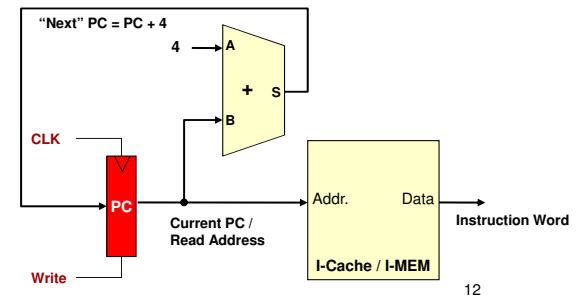 “Next” PC = PC + 4
4
A
+
S
B
CLK
PC
Addr.
Data
Current PC /
Read Address
Instruction Word
I-Cache / I-MEM
Write
12